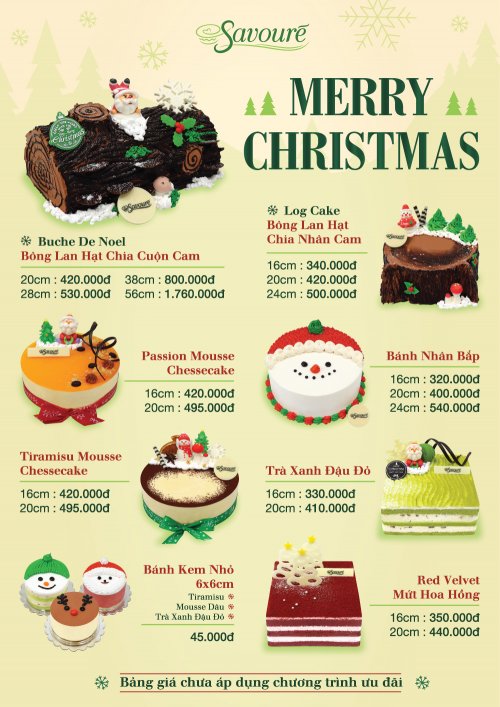 Savouré
MERRY
CHRISTMAS
Buche De Noel
Bông Lan Hạt Chia Cuộn Cam
20cm : 420.000đ 38cm : 800.000đ
28cm : 530.000đ 56cm : 1.760.000đ
Log Cake
Bông Lan Hạt
Chia Nhân Cam
16cm : 340.000đ
20cm : 420.000đ
24cm : 500.000đ
Savouré
Passion Mousse
Chessecake
16cm : 420.000đ
20cm : 495.000đ
Bánh Nhân Bắp
16cm : 320.000đ
20cm : 400.000đ
24cm : 540.000đ
Tiramisu Mousse
Chessecake
16cm : 420.000đ
20cm : 495.000đ
Trà Xanh Đậu Đỏ
16cm : 330.000đ
20cm : 410.000đ
Bánh Kem Nhỏ
6x6cm
Tiramisu
Mousse Dâu
Trà Xanh Đậu Đỏ
45.000đ
Red Velvet
Mứt Hoa Hồng
16cm : 350.000đ
20cm : 440.000đ
Bảng giá chưa áp dụng chương trình ưu đãi